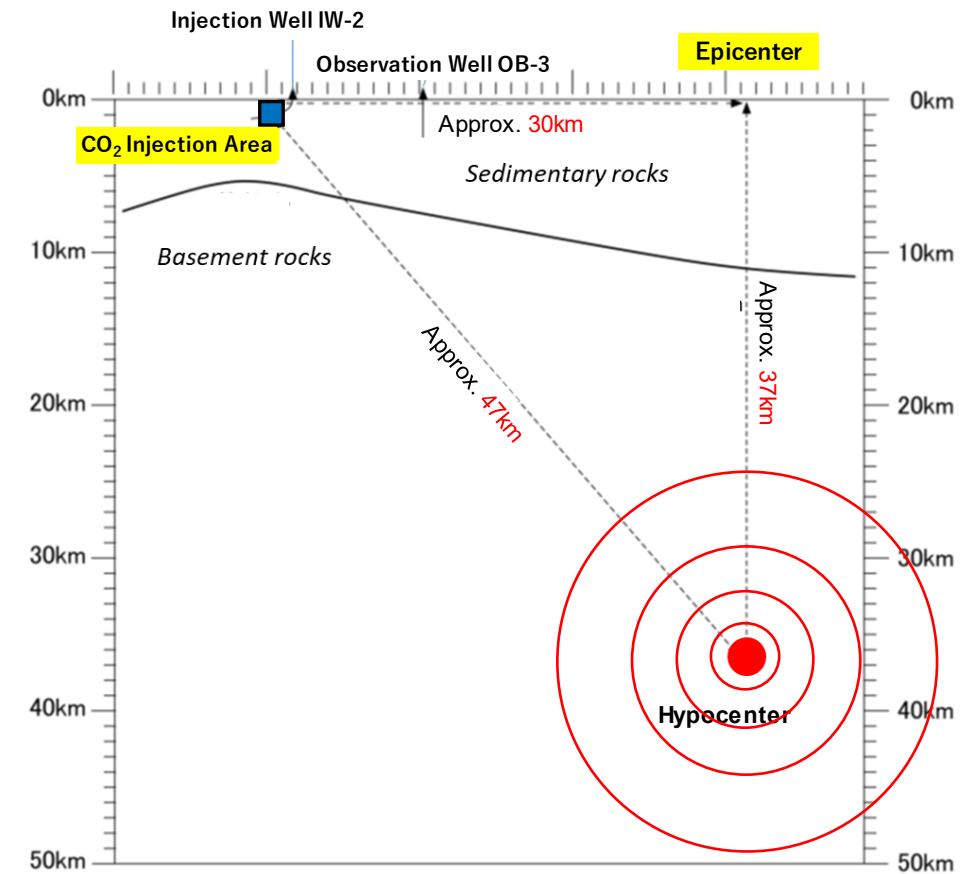 Injection Well IW-2
Observation Well OB-3
Epicenter
0km
0km
Approx. 30km
CO₂ Injection Area
Sedimentary rocks
10km
Basement rocks
10km
Approx. 37km
Approx. 47km
20km
20km
30km
30km
40km
Hypocenter
40km
50km
50km